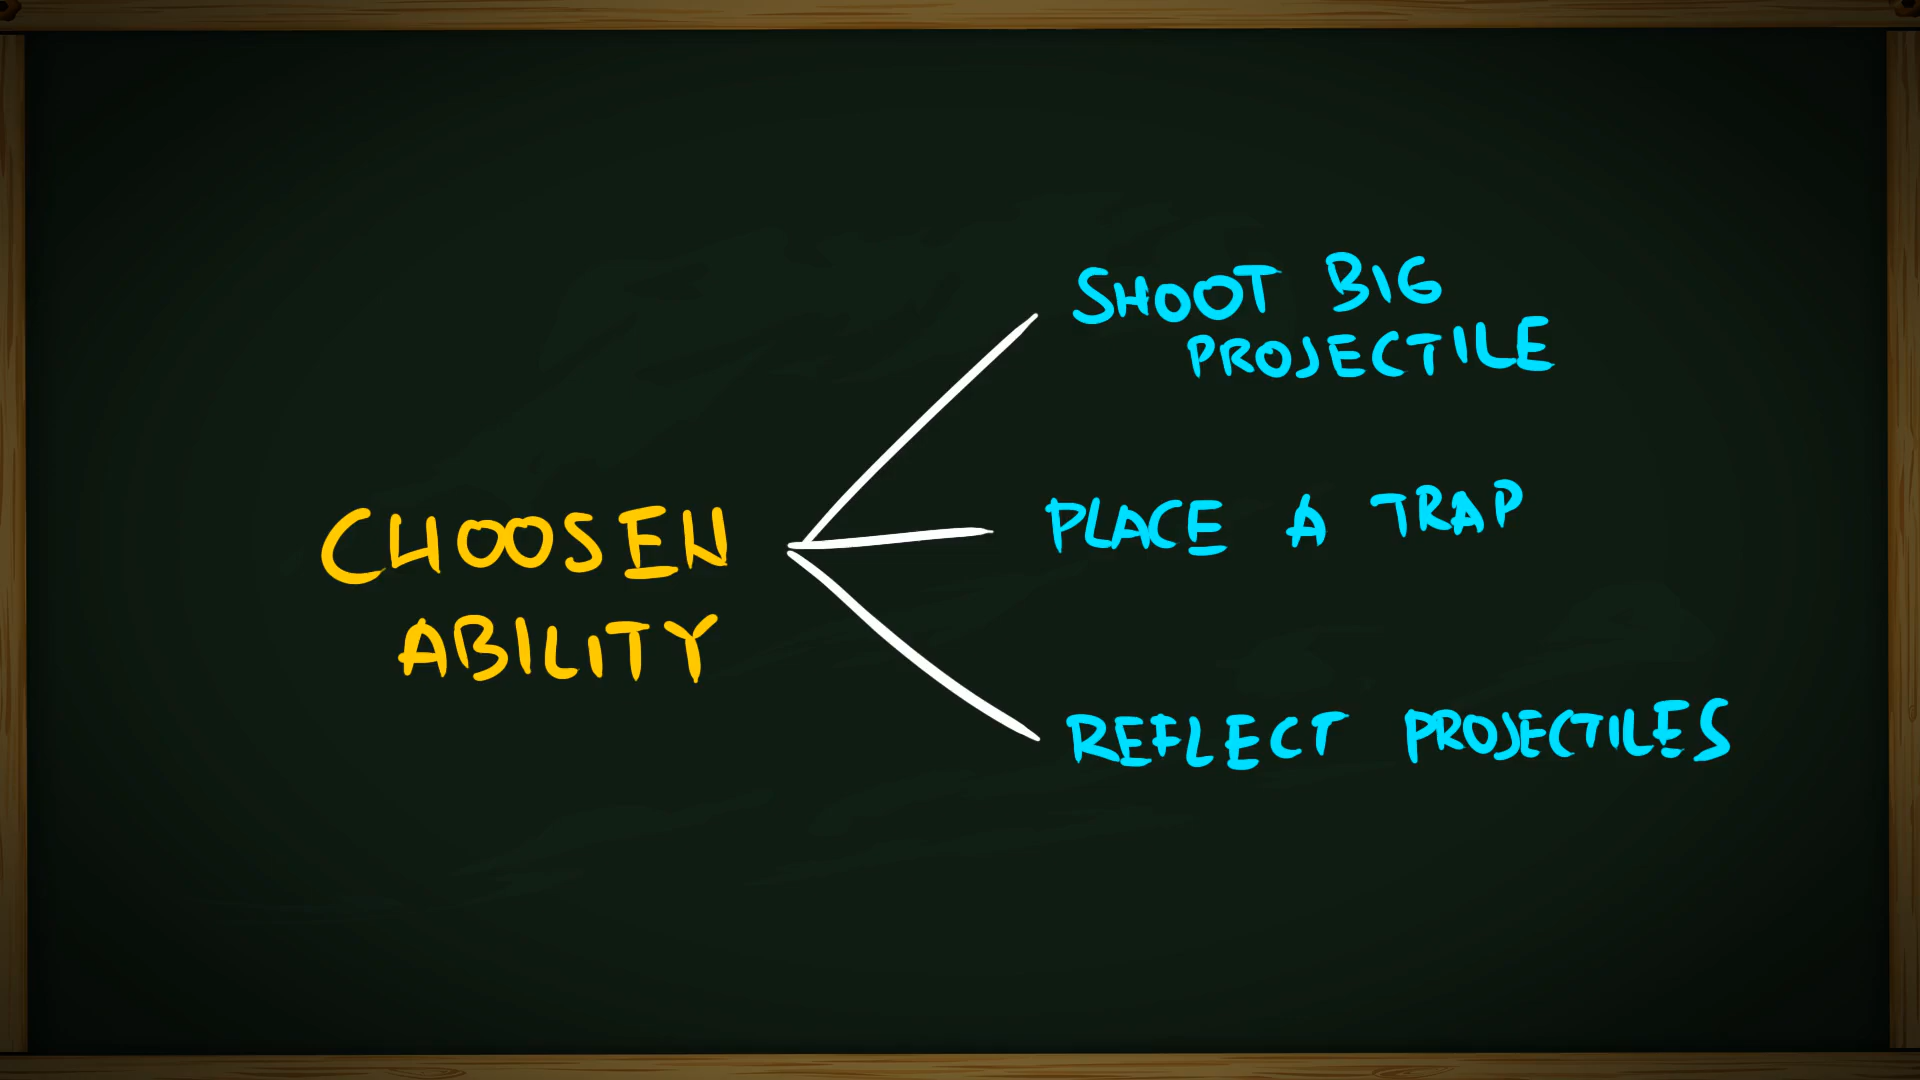 CHOOSEN
ABILITY
SHOOT BIG
PROJECTILE
PLACE A TRAP
REFLECT PROJECTILES